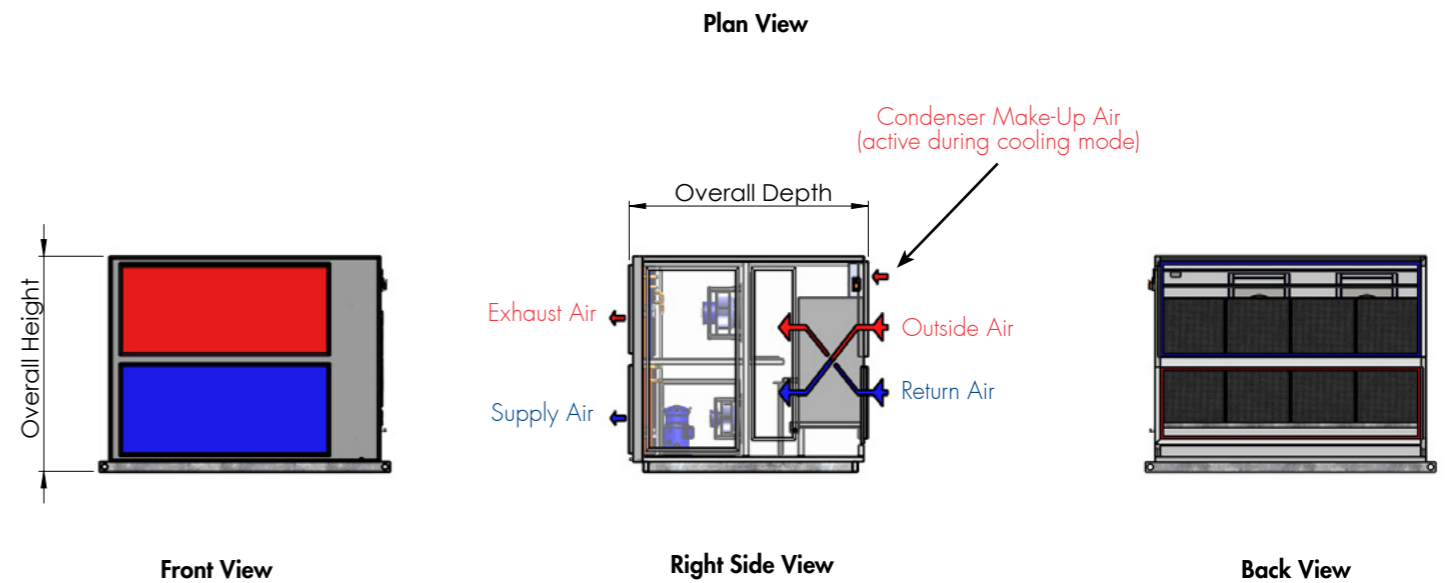 Plan View
Condenser Make-Up Air
(active during cooling mode)
Overall Depth
Overall Height
Exhaust Air
Outside Air
Supply Air
Return Air
Front View
Right Side View
Back View